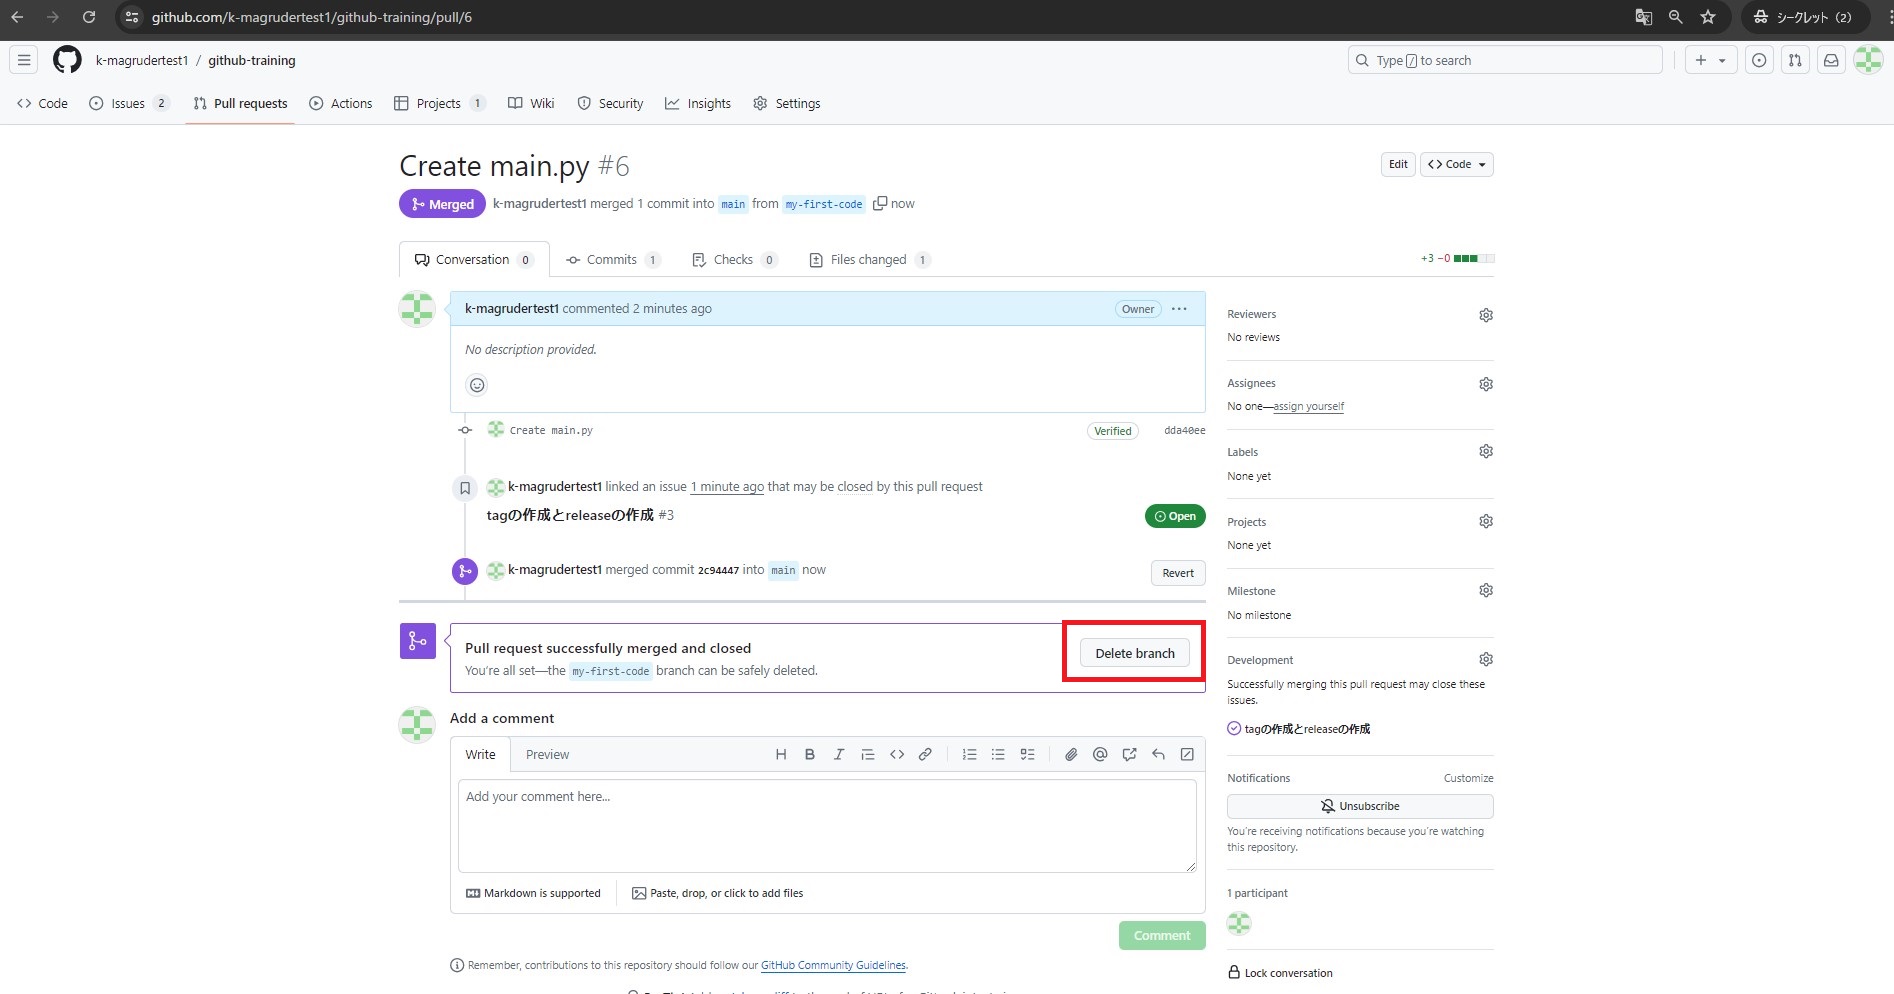 github.com/k-magrudertest1/github-training/pull/6
シークレット (2)
k-magrudertest1 / github-training
Type / to search
Code
Issues 2
Pull requests
Actions
Projects 1
Wiki
Security
Insights
Settings
Create main.py #6
Edit
<> Code
Merged
k-magrudertest1 merged 1 commit into main from my-first-code now
Conversation 0
Commits 1
Checks 0
Files changed 1
+3 −0
k-magrudertest1 commented 2 minutes ago
Owner
No description provided.
Create main.py
Verified
dda40ee
k-magrudertest1 linked an issue 1 minute ago that may be closed by this pull request
tagの作成とreleaseの作成 #3
Open
k-magrudertest1 merged commit 2c94447 into main now
Revert
Pull request successfully merged and closed
You're all set—the my-first-code branch can be safely deleted.
Delete branch
Add a comment
Write
Preview
Add your comment here...
Markdown is supported
Paste, drop, or click to add files
Comment
Remember, contributions to this repository should follow our GitHub Community Guidelines.
Reviewers
No reviews
Assignees
No one—assign yourself
Labels
None yet
Projects
None yet
Milestone
No milestone
Development
Successfully merging this pull request may close these
issues.
tagの作成とreleaseの作成
Notifications
Customize
Unsubscribe
You're receiving notifications because you're watching
this repository.
1 participant
Lock conversation